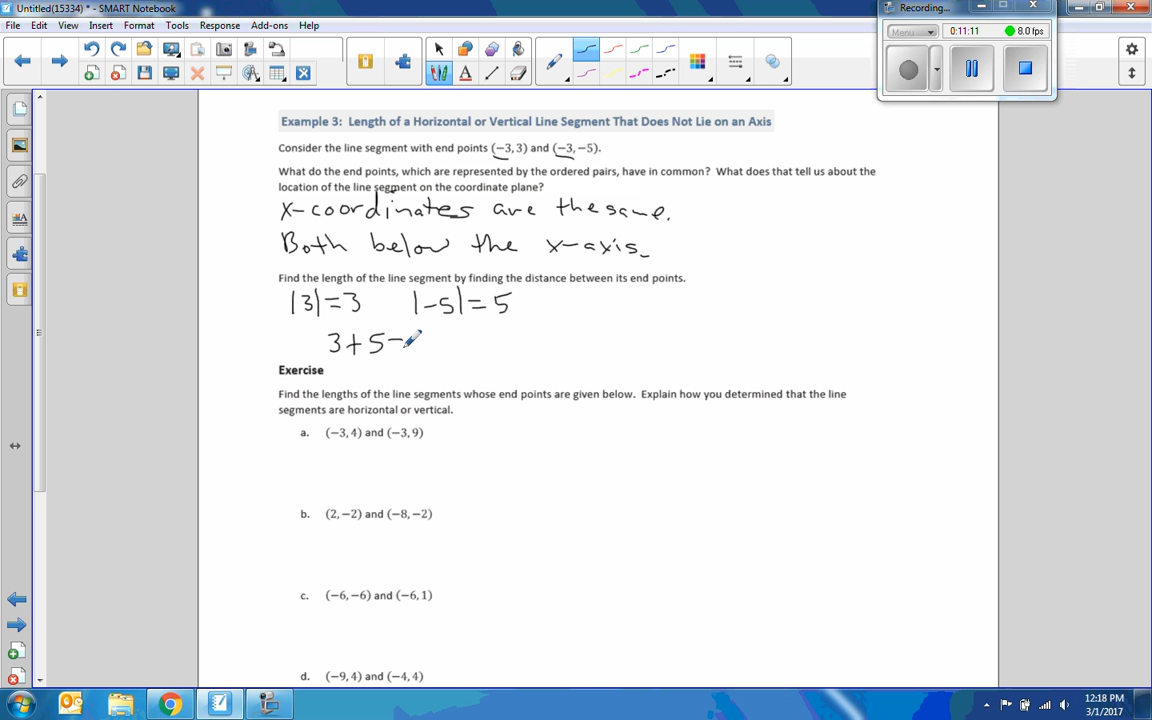 Untitled(15334) * - SMART Notebook
Recording...
File Edit View Insert Format Tools Response Add-ons Help
Menu
0:11:11
8.0 fps
Example 3: Length of a Horizontal or Vertical Line Segment That Does Not Lie on an Axis
Consider the line segment with end points (−3, 3) and (−3, −5).
What do the end points, which are represented by the ordered pairs, have in common? What does that tell us about the
location of the line segment on the coordinate plane?
x-coordinates are the same.
Both below the x-axis.
Find the length of the line segment by finding the distance between its end points.
|3|=3 |-5|=5
3+5=
Exercise
Find the lengths of the line segments whose end points are given below. Explain how you determined that the line
segments are horizontal or vertical.
a. (−3, 4) and (−3, 9)
b. (2, −2) and (−8, −2)
c. (−6, −6) and (−6, 1)
d. (−9, 4) and (−4, 4)
12:18 PM
3/1/2017